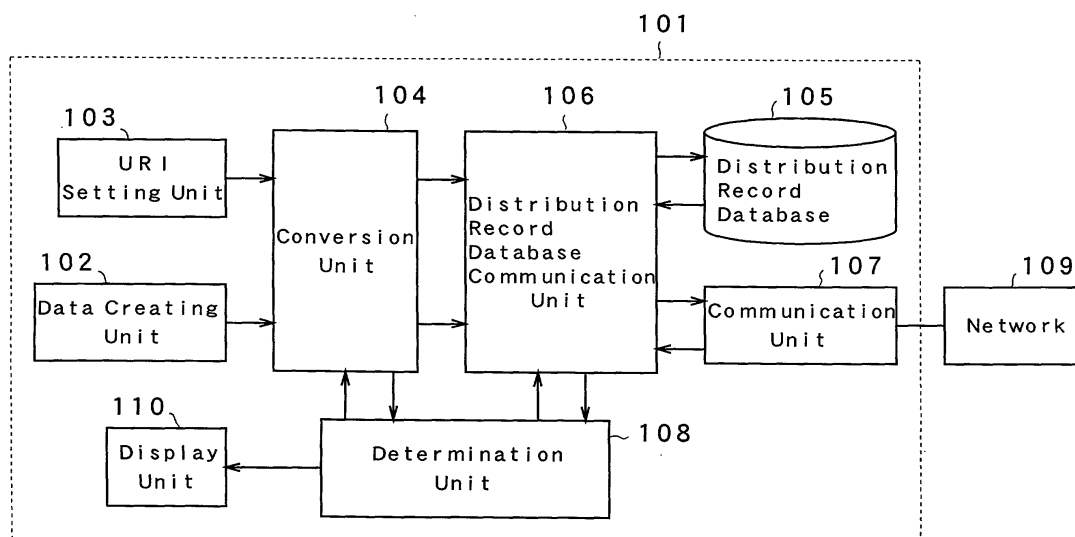 101
103
URI
Setting Unit
104
Conversion
Unit
106
Distribution
Record
Database
Communication
Unit
105
Distribution
Record
Database
102
Data Creating
Unit
107
Communication
Unit
109
Network
110
Display
Unit
108
Determination
Unit